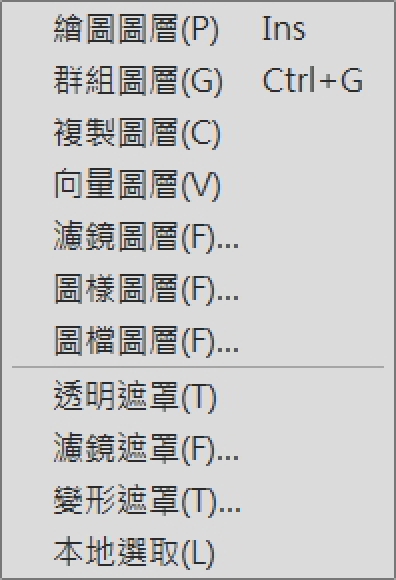 繪圖圖層(P) Ins
群組圖層(G) Ctrl+G
複製圖層(C)
向量圖層(V)
濾鏡圖層(F)...
圖樣圖層(F)...
圖檔圖層(F)...
透明遮罩(T)
濾鏡遮罩(F)...
變形遮罩(T)...
本地選取(L)